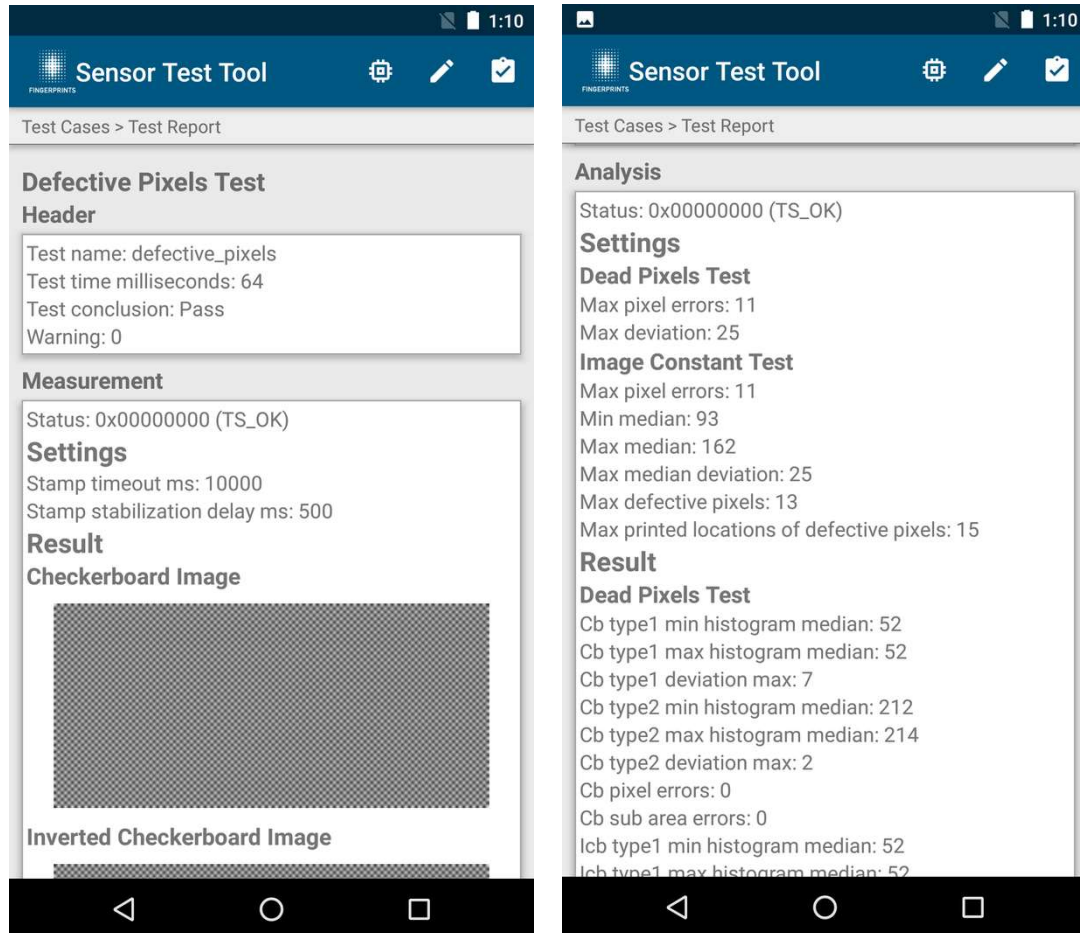 1:10
FINGERPRINTS
Sensor Test Tool
Test Cases > Test Report
Defective Pixels Test
Header
Test name: defective_pixels
Test time milliseconds: 64
Test conclusion: Pass
Warning: 0
Measurement
Status: 0x00000000 (TS_OK)
Settings
Stamp timeout ms: 10000
Stamp stabilization delay ms: 500
Result
Checkerboard Image
Inverted Checkerboard Image
1:10
FINGERPRINTS
Sensor Test Tool
Test Cases > Test Report
Analysis
Status: 0x00000000 (TS_OK)
Settings
Dead Pixels Test
Max pixel errors: 11
Max deviation: 25
Image Constant Test
Max pixel errors: 11
Min median: 93
Max median: 162
Max median deviation: 25
Max defective pixels: 13
Max printed locations of defective pixels: 15
Result
Dead Pixels Test
Cb type1 min histogram median: 52
Cb type1 max histogram median: 52
Cb type1 deviation max: 7
Cb type2 min histogram median: 212
Cb type2 max histogram median: 214
Cb type2 deviation max: 2
Cb pixel errors: 0
Cb sub area errors: 0
Icb type1 min histogram median: 52
Icb type1 max histogram median: 52